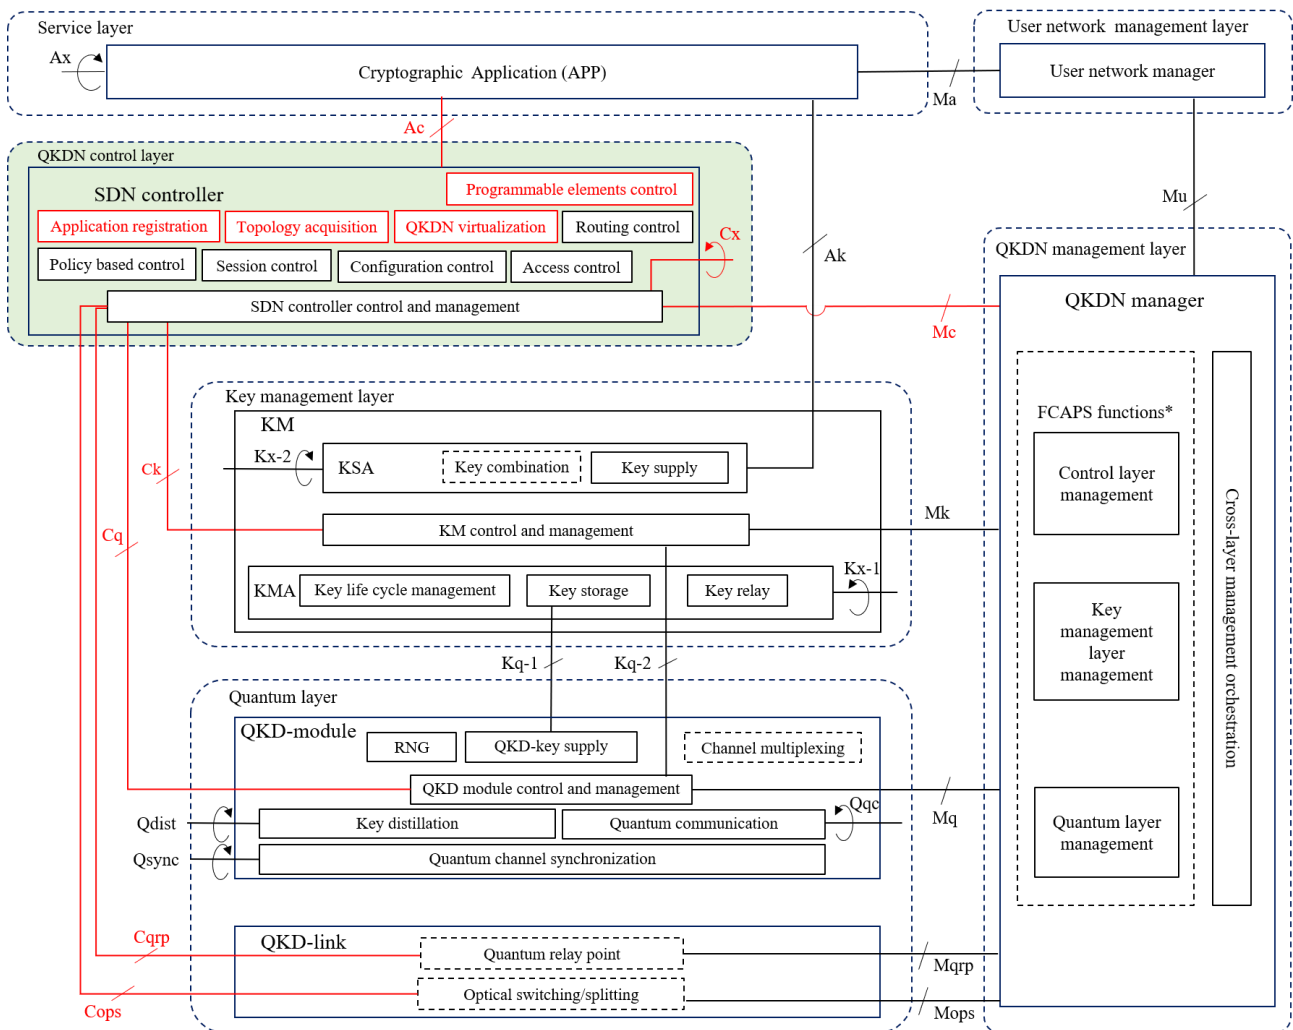 Service layer
User network management layer
Ax
Cryptographic Application (APP)
User network manager
Ma
Ac
QKDN control layer
Programmable elements control
SDN controller
Mu
Application registration
Topology acquisition
QKDN virtualization
Routing control
Cx
Ak
QKDN management layer
Policy based control
Session control
Configuration control
Access control
SDN controller control and management
QKDN manager
Mc
Key management layer
KM
FCAPS functions*
Kx-2
KSA
Key combination
Key supply
Ck
Control layer
management
Mk
Cq
KM control and management
Cross-layer management orchestration
Kx-1
KMA
Key life cycle management
Key storage
Key relay
Key
management
layer
management
Kq-1
Kq-2
Quantum layer
QKD-module
RNG
QKD-key supply
Channel multiplexing
QKD module control and management
Qqc
Mq
Qdist
Key distillation
Quantum communication
Quantum layer
management
Qsync
Quantum channel synchronization
Cqrp
QKD-link
Quantum relay point
Mqrp
Optical switching/splitting
Cops
Mops